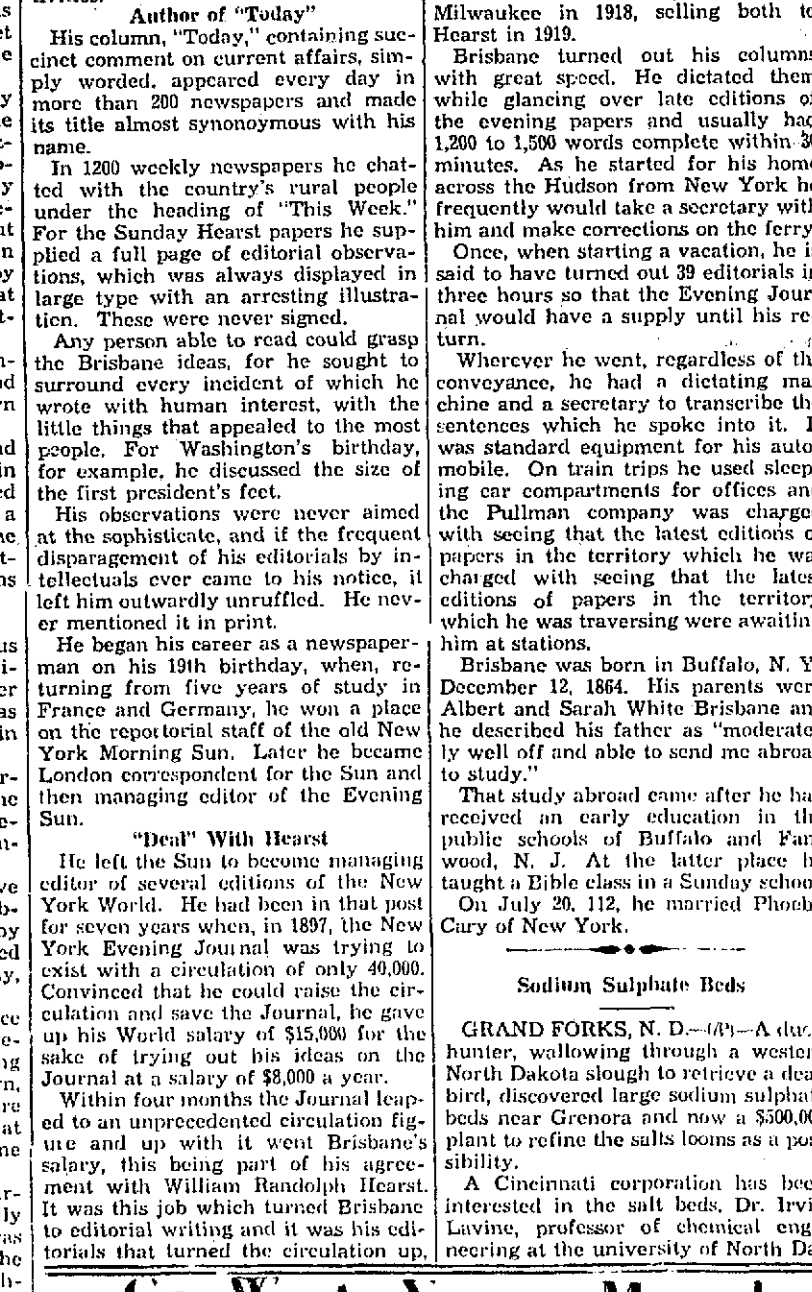 Author of "Today"
His column, "Today," containing suc-
cinct comment on current affairs, sim-
ply worded, appeared every day in
more than 200 newspapers and made
its title almost synonoymous with his
name.
In 1200 weekly newspapers he chat-
ted with the country's rural people
under the heading of "This Week."
For the Sunday Hearst papers he sup-
plied a full page of editorial observa-
tions, which was always displayed in
large type with an arresting illustra-
tion. These were never signed.
Any person able to read could grasp
the Brisbane ideas, for he sought to
surround every incident of which he
wrote with human interest, with the
little things that appealed to the most
people. For Washington's birthday,
for example, he discussed the size of
the first president's feet.
His observations were never aimed
at the sophisticate, and if the frequent
disparagement of his editorials by in-
tellectuals ever came to his notice, it
left him outwardly unruffled. He nev-
er mentioned it in print.
He began his career as a newspaper-
man on his 19th birthday, when, re-
turning from five years of study in
France and Germany, he won a place
on the reportorial staff of the old New
York Morning Sun. Later he became
London correspondent for the Sun and
then managing editor of the Evening
Sun.
"Deal" With Hearst
He left the Sun to become managing
editor of several editions of the New
York World. He had been in that post
for seven years when, in 1897, the New
York Evening Journal was trying to
exist with a circulation of only 40,000.
Convinced that he could raise the cir-
culation and save the Journal, he gave
up his World salary of $15,000 for the
sake of trying out his ideas on the
Journal at a salary of $8,000 a year.
Within four months the Journal leap-
ed to an unprecedented circulation fig-
ure and up with it went Brisbane's
salary, this being part of his agree-
ment with William Randolph Hearst.
It was this job which turned Brisbane
to editorial writing and it was his edi-
torials that turned the circulation up,
Milwaukee in 1918, selling both to
Hearst in 1919.
Brisbane turned out his columns
with great speed. He dictated them
while glancing over late editions of
the evening papers and usually had
1,200 to 1,500 words complete within 30
minutes. As he started for his home
across the Hudson from New York he
frequently would take a secretary with
him and make corrections on the ferry
Once, when starting a vacation, he i
said to have turned out 39 editorials i
three hours so that the Evening Jour
nal would have a supply until his re
turn.
Wherever he went, regardless of th
conveyance, he had a dictating ma
chine and a secretary to transcribe th
sentences which he spoke into it. I
was standard equipment for his auto
mobile. On train trips he used sleep
ing car compartments for offices an
the Pullman company was charge
with seeing that the latest editions o
papers in the territory which he wa
charged with seeing that the lates
editions of papers in the territor
which he was traversing were awaitin
him at stations.
Brisbane was born in Buffalo, N. Y
December 12, 1864. His parents wer
Albert and Sarah White Brisbane an
he described his father as "moderate
ly well off and able to send me abroa
to study."
That study abroad came after he ha
received an early education in th
public schools of Buffalo and Fan
wood, N. J. At the latter place h
taught a Bible class in a Sunday schoo
On July 20, 112, he married Phoeb
Cary of New York.
Sodium Sulphate Beds
GRAND FORKS, N. D.—(AP)—A duc
hunter, wallowing through a wester
North Dakota slough to retrieve a dea
bird, discovered large sodium sulphat
beds near Grenora and now a $500,00
plant to refine the salts looms as a pos
sibility.
A Cincinnati corporation has bee
interested in the salt beds. Dr. Irvi
Lavine, professor of chemical eng
neering at the university of North Da